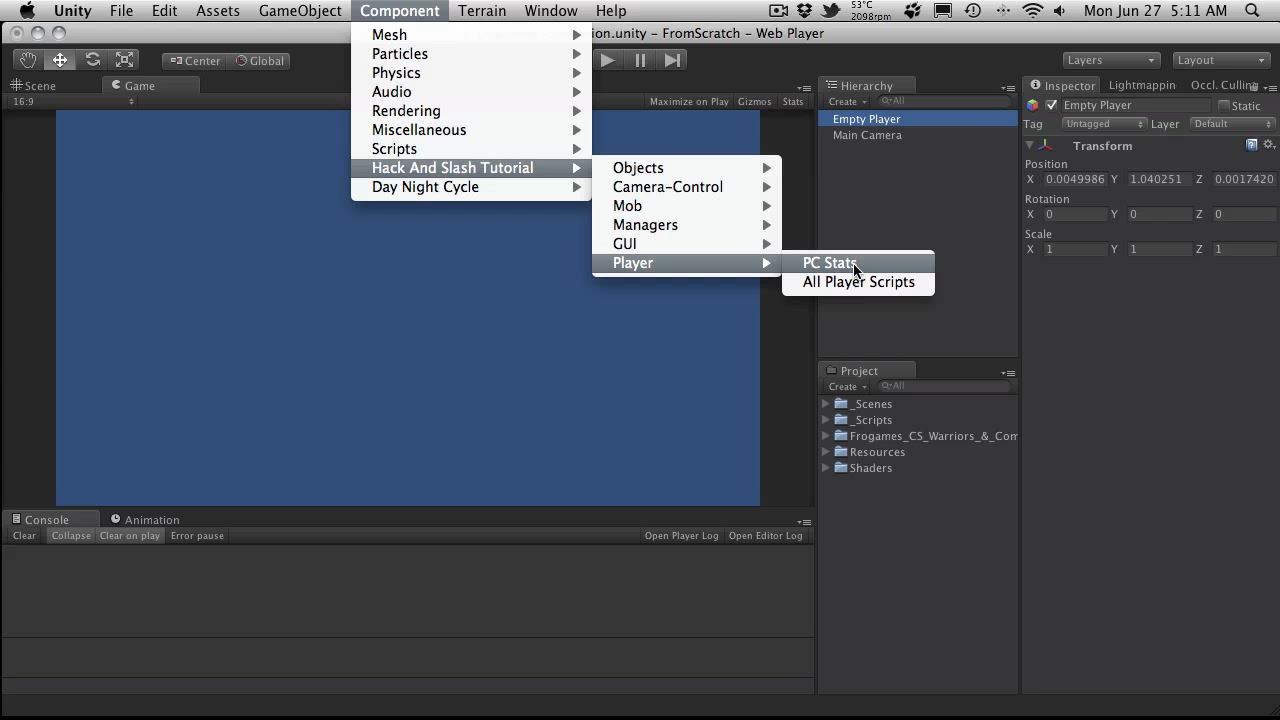 Unity File Edit Assets GameObject Component Terrain Window Help 53°C 2098rpm Mon Jun 27 5:11 AM
ion.unity - FromScratch - Web Player
Center Global Layers Layout
Scene Game
16:9 Maximize on Play Gizmos Stats
Mesh
Particles
Physics
Audio
Rendering
Miscellaneous
Scripts
Hack And Slash Tutorial
Day Night Cycle
Objects
Camera-Control
Mob
Managers
GUI
Player
PC Stats
All Player Scripts
Hierarchy
Create All
Empty Player
Main Camera
Project
Create All
_Scenes
_Scripts
Frogames_CS_Warriors_&_Com
Resources
Shaders
Inspector Lightmappin Occl. Culling
Empty Player Static
Tag Untagged Layer Default
Transform
Position
X 0.0049986 Y 1.040251 Z 0.0017420
Rotation
X 0 Y 0 Z 0
Scale
X 1 Y 1 Z 1
Console Animation
Clear Collapse Clear on play Error pause Open Player Log Open Editor Log